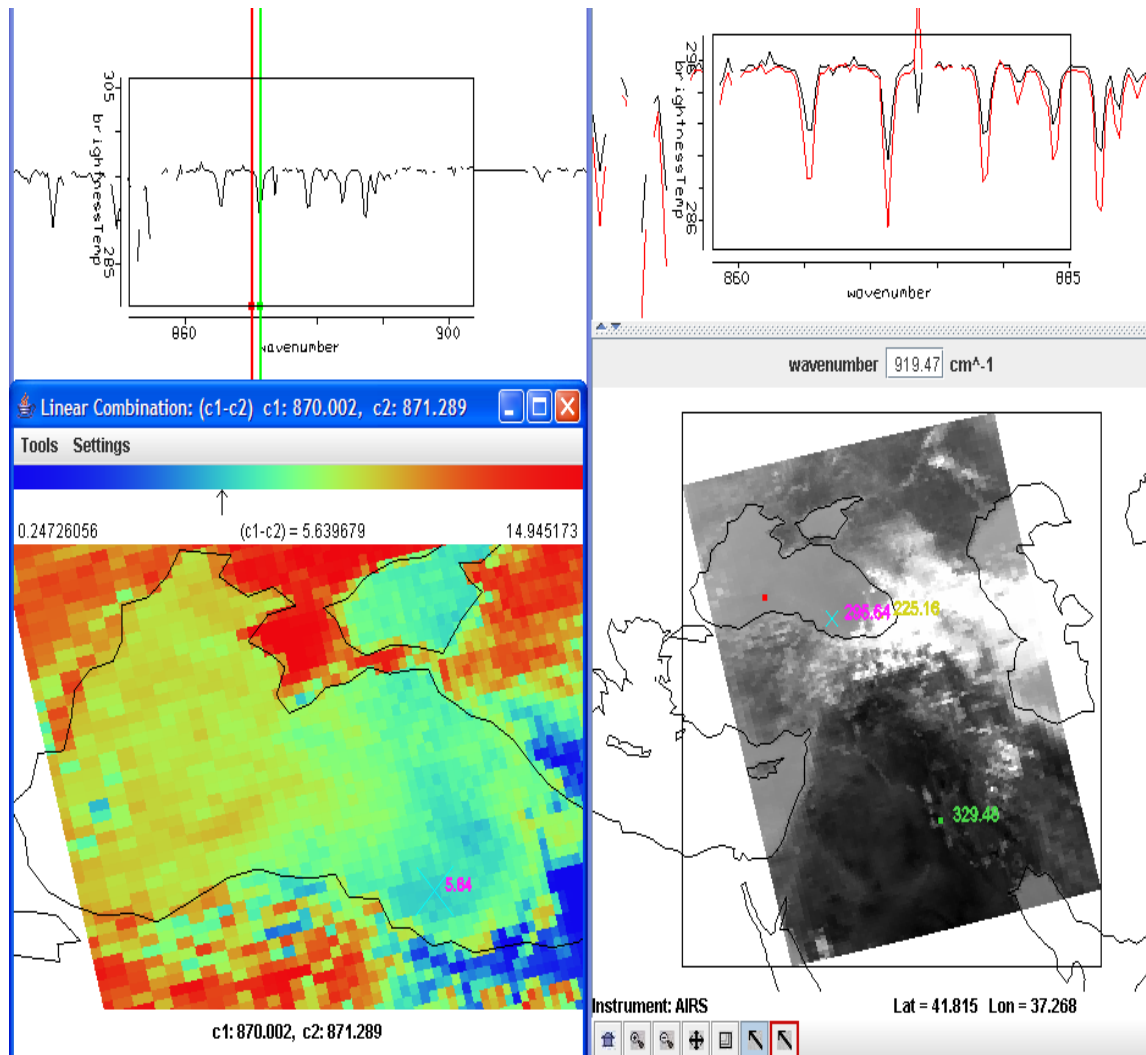 305
brightnessTemp
285
860
900
wavenumber
296
brightnessTemp
286
860
885
wavenumber
wavenumber 919.47 cm^-1
Linear Combination: (c1-c2) c1: 870.002, c2: 871.289
Tools Settings
0.24726056 (c1-c2) = 5.639679 14.945173
5.64
c1: 870.002, c2: 871.289
295.64 225.16
329.48
Instrument: AIRS Lat = 41.815 Lon = 37.268